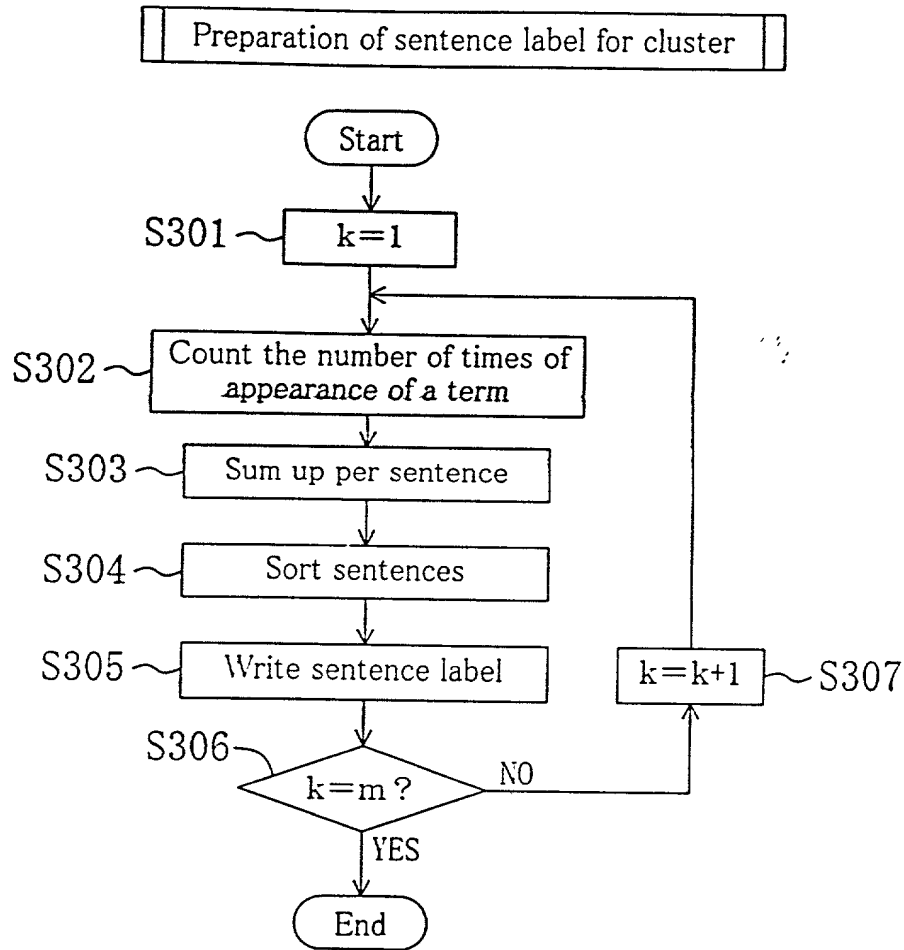 Preparation of sentence label for cluster
Start
S301
k=1
S302
Count the number of times of
appearance of a term
S303
Sum up per sentence
S304
Sort sentences
S305
Write sentence label
k=k+1
S307
S306
k=m?
NO
YES
End